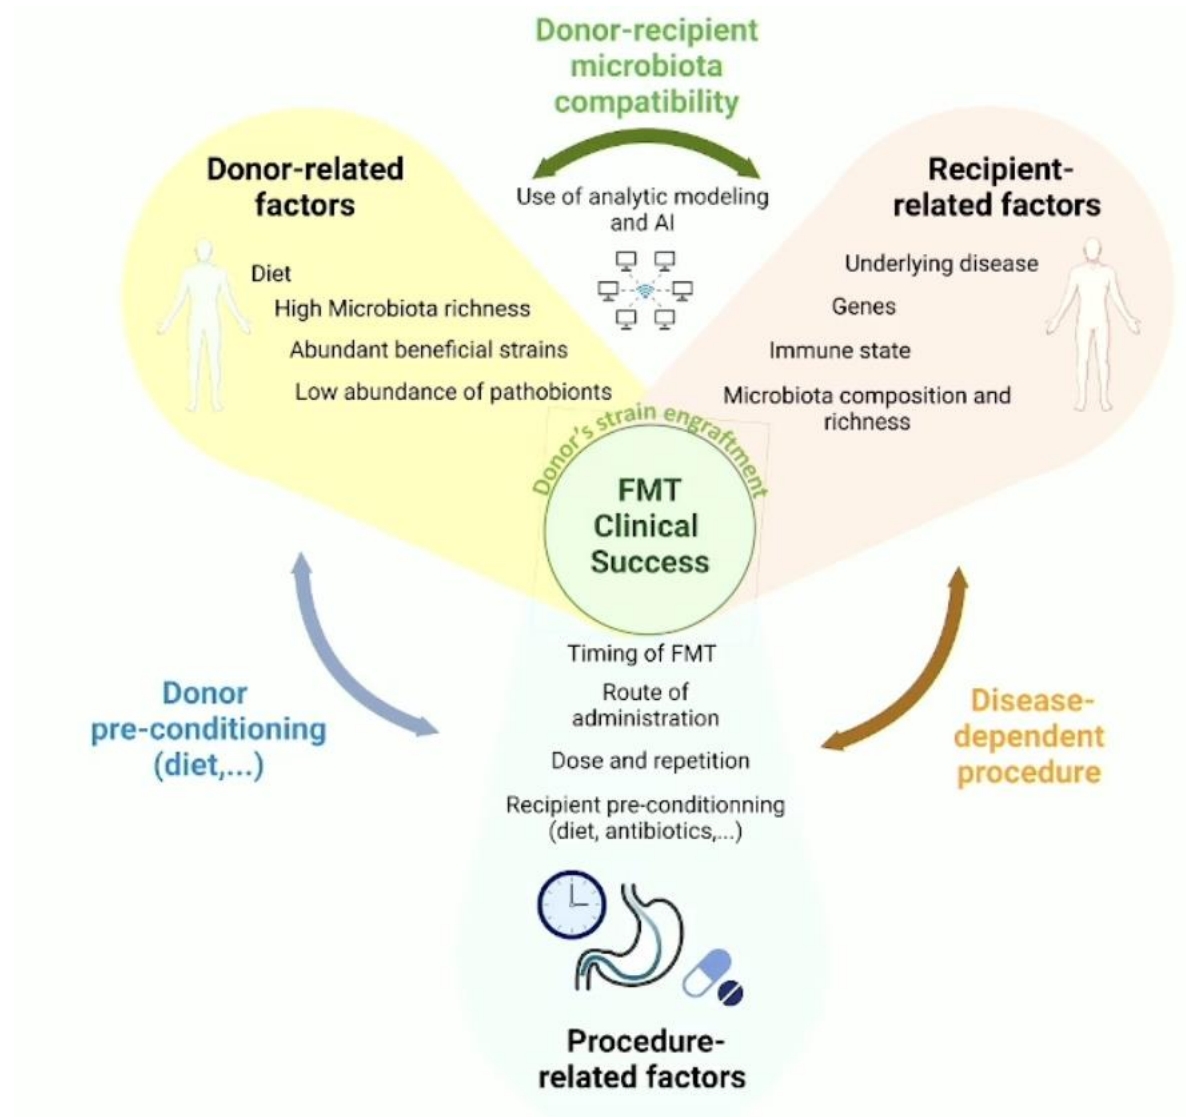 Donor-recipient
microbiota
compatibility
Donor-related
factors
Diet
High Microbiota richness
Abundant beneficial strains
Low abundance of pathobionts
Use of analytic modeling
and AI
Recipient-
related factors
Underlying disease
Genes
Immune state
Microbiota composition and
richness
Donor's strain engraftment
FMT
Clinical
Success
Donor
pre-conditioning
(diet,...)
Disease-
dependent
procedure
Timing of FMT
Route of
administration
Dose and repetition
Recipient pre-conditionning
(diet, antibiotics,...)
Procedure-
related factors